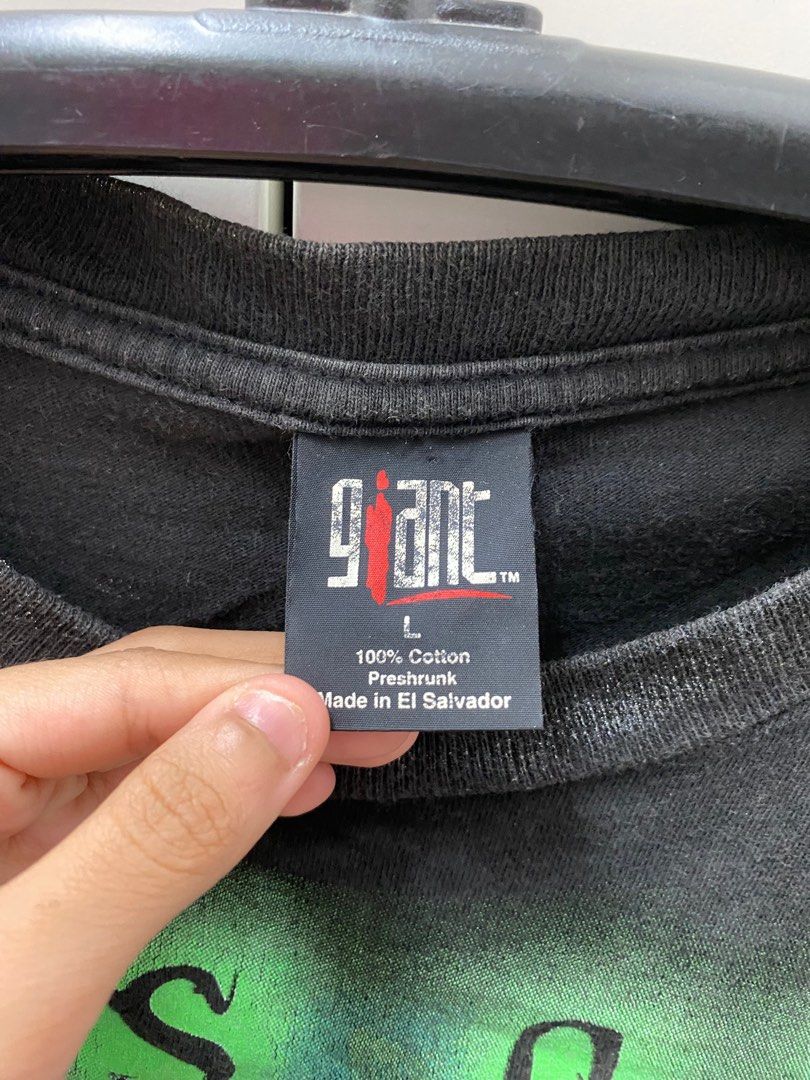 giant™
L
100% Cotton
Preshrunk
Made in El Salvador
S